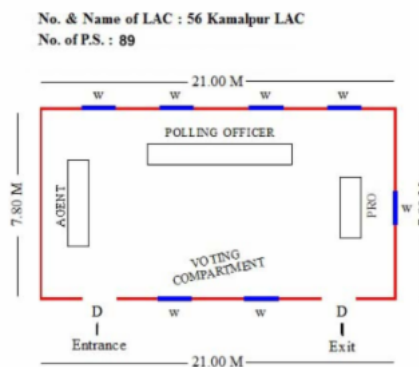 No. & Name of LAC : 56 Kamalpur LAC
No. of P.S. : 89
21.00 M
W W W W
POLLING OFFICER
7.80 M
AGENT
PRO
W
VOTING
COMPARTMENT
D W W D
Entrance Exit
21.00 M